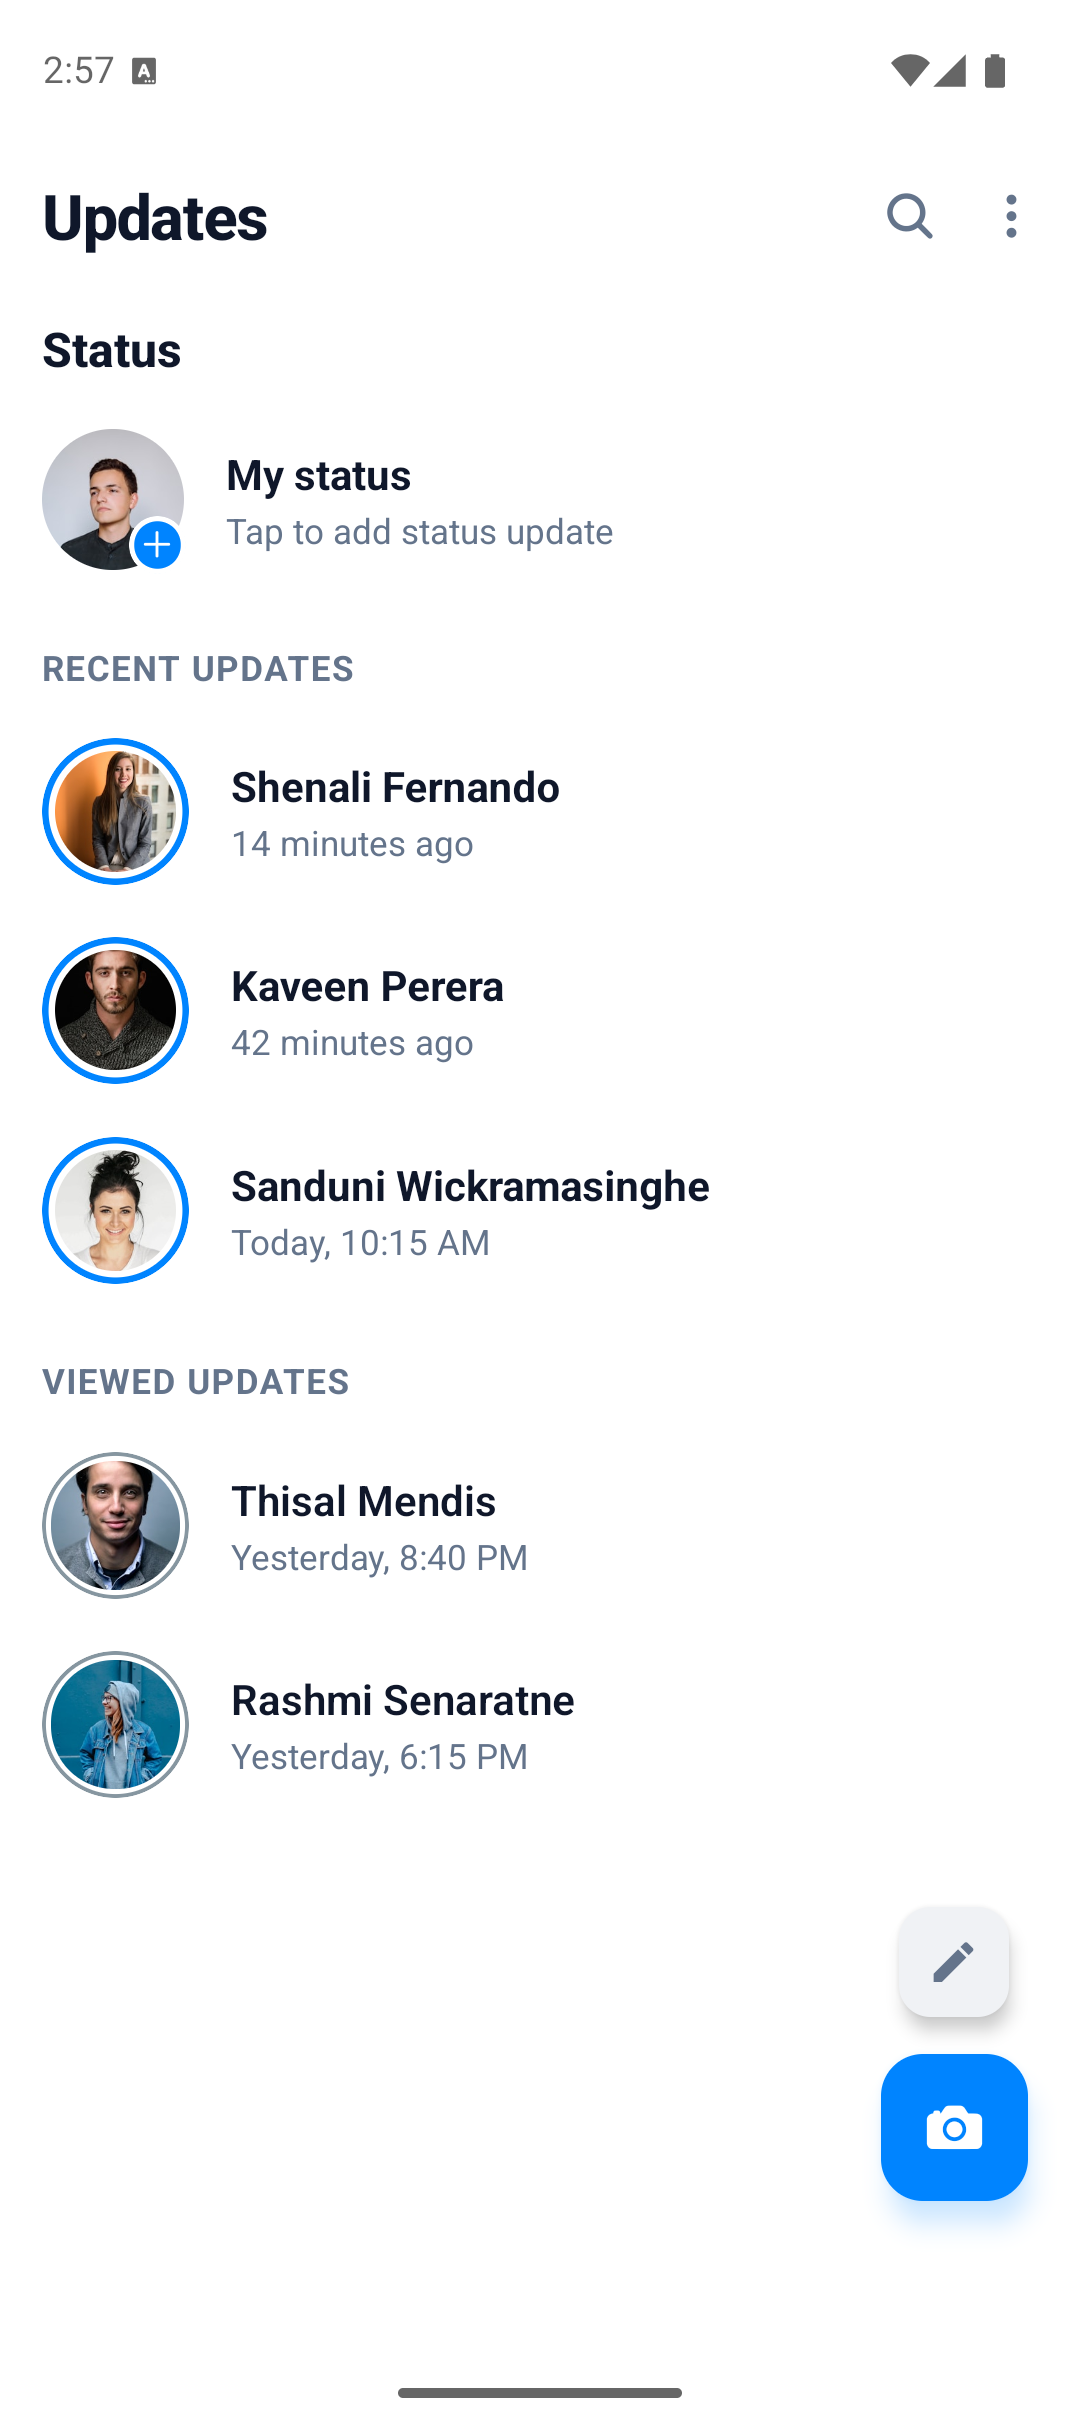 2:57
Updates
Status
My status
Tap to add status update
RECENT UPDATES
Shenali Fernando
14 minutes ago
Kaveen Perera
42 minutes ago
Sanduni Wickramasinghe
Today, 10:15 AM
VIEWED UPDATES
Thisal Mendis
Yesterday, 8:40 PM
Rashmi Senaratne
Yesterday, 6:15 PM